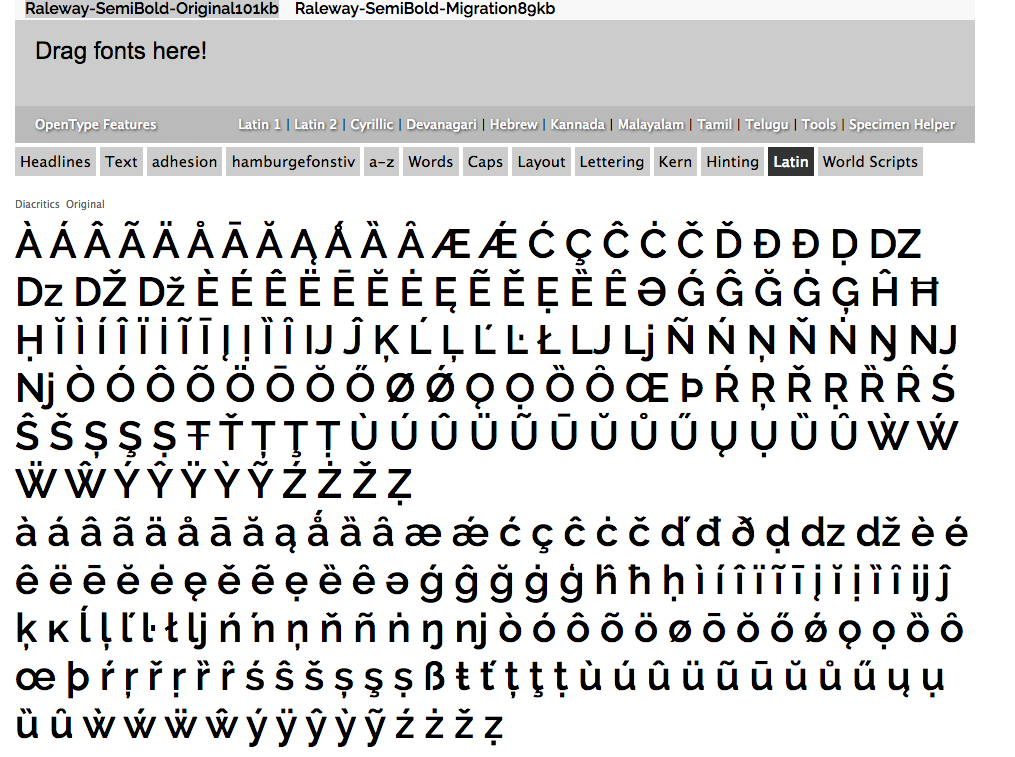 Raleway-SemiBold-Original101kb Raleway-SemiBold-Migration89kb
Drag fonts here!
OpenType Features Latin 1 | Latin 2 | Cyrillic | Devanagari | Hebrew | Kannada | Malayalam | Tamil | Telugu | Tools | Specimen Helper
Headlines Text adhesion hamburgefonstiv a-z Words Caps Layout Lettering Kern Hinting Latin World Scripts
Diacritics Original
À Á Â Ã Ä Å Ā Ă Ą Ǻ Ȁ Ȃ Æ Ǽ Ć Ç Ĉ Ċ Č Ď Đ Ð Ḍ Ǳ
ǲ Ǆ ǅ È É Ê Ë Ē Ĕ Ė Ę Ẽ Ě Ẹ Ȅ Ȇ Ə Ǵ Ĝ Ğ Ġ Ģ Ĥ Ħ
Ḥ Ĭ Ì Í Î Ï İ Ĩ Ī Į Ị Ȉ Ȋ Ĳ Ĵ Ķ Ĺ Ļ Ľ Ŀ Ł Ǉ ǈ Ñ Ń Ņ Ň Ṅ Ŋ Ǌ
ǋ Ò Ó Ô Õ Ö Ō Ŏ Ő Ø Ǿ Ǫ Ọ Ȍ Ȏ Œ Þ Ŕ Ŗ Ř Ṛ Ȑ Ȓ Ś
Ŝ Š Ș Ş Ṣ Ŧ Ť Ț Ţ Ṭ Ù Ú Û Ü Ũ Ū Ŭ Ů Ű Ų Ụ Ȕ Ȗ Ẁ Ẃ
Ẅ Ŵ Ý Ŷ Ÿ Ỳ Ỹ Ź Ż Ž Ẓ
à á â ã ä å ā ă ą ǻ ȁ ȃ æ ǽ ć ç ĉ ċ č ď đ ð ḍ ǳ ǆ è é
ê ë ē ĕ ė ę ě ẽ ẹ ȅ ȇ ə ǵ ĝ ğ ġ ģ ĥ ħ ḥ ì í î ï ĩ ī į ĭ ị ȉ ȋ ĳ ĵ
ķ ĸ ĺ ļ ľ ŀ ł ǉ ń ŉ ņ ň ñ ṅ ŋ ǌ ò ó ô õ ö ø ō ŏ ő ǿ ǫ ọ ȍ ȏ
œ þ ŕ ŗ ř ṛ ȑ ȓ ś ŝ š ș ş ṣ ß ŧ ť ț ţ ṭ ù ú û ü ũ ū ŭ ů ű ų ụ
ȕ ȗ ẁ ẃ ẅ ŵ ý ÿ ŷ ỳ ỹ ź ż ž ẓ